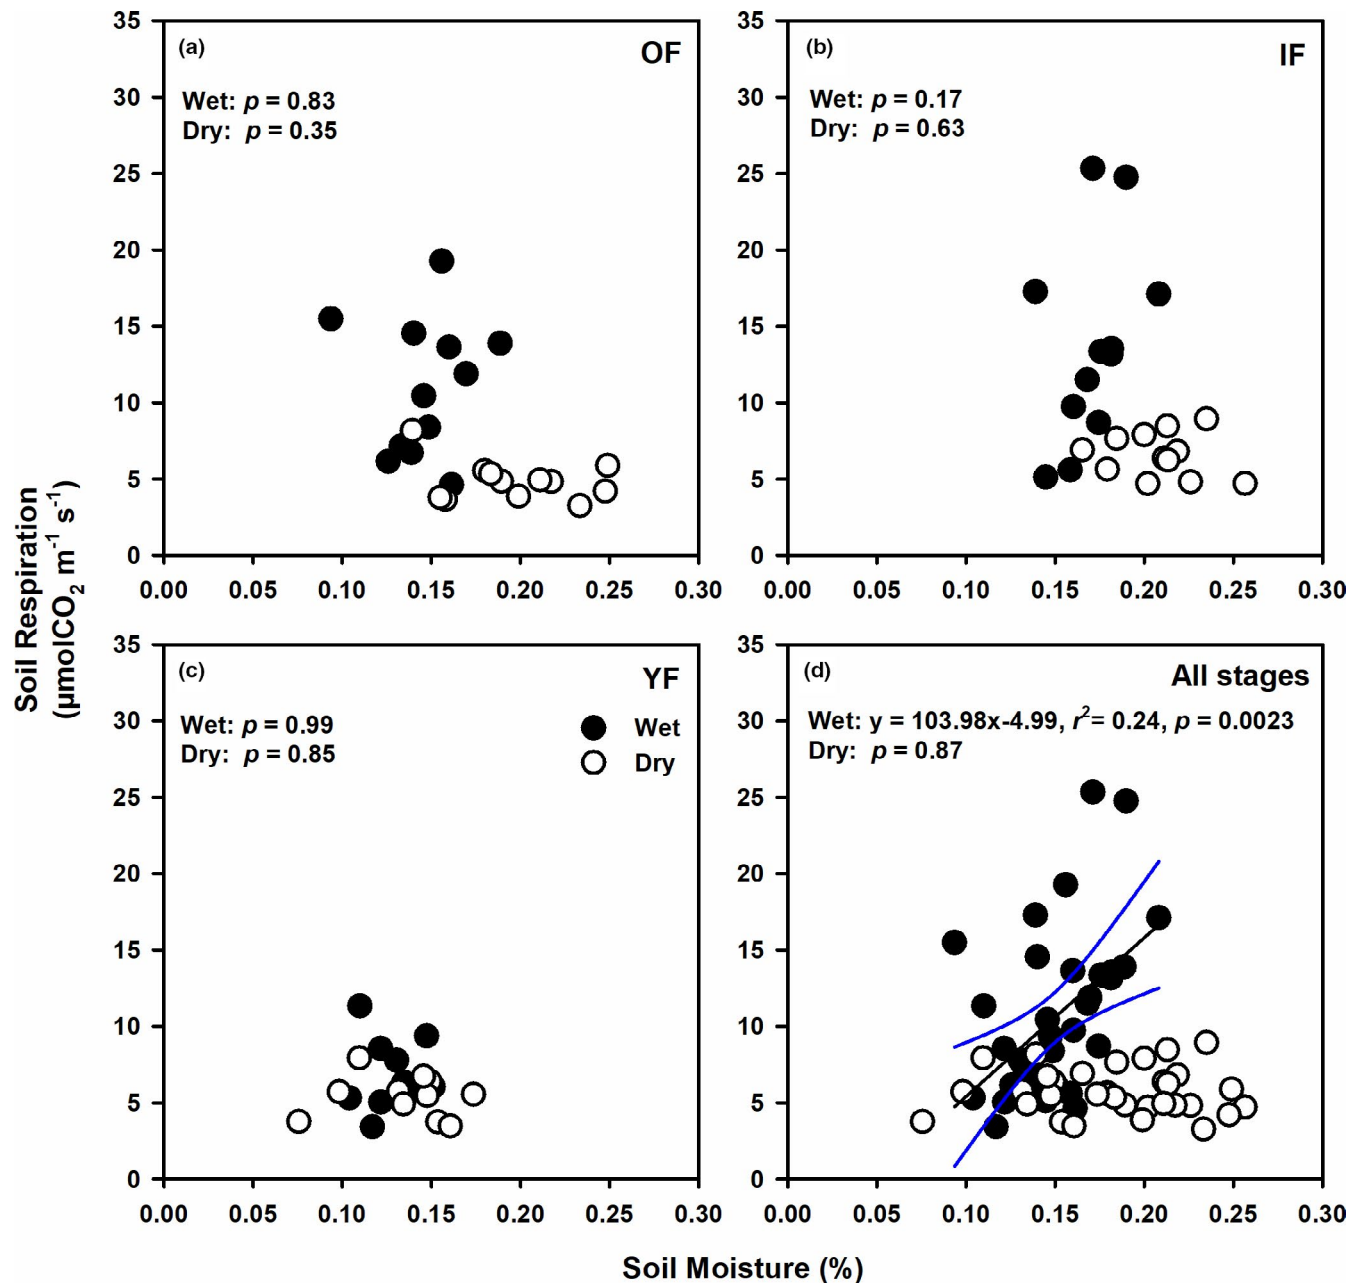 (a)
OF
Wet: p = 0.83
Dry: p = 0.35
35
30
25
20
15
10
5
0
0.00 0.05 0.10 0.15 0.20 0.25 0.30
(b)
IF
Wet: p = 0.17
Dry: p = 0.63
35
30
25
20
15
10
5
0
0.00 0.05 0.10 0.15 0.20 0.25 0.30
Soil Respiration
(µmolCO₂ m⁻¹ s⁻¹)
(c)
YF
Wet: p = 0.99
Dry: p = 0.85
Wet
Dry
35
30
25
20
15
10
5
0
0.00 0.05 0.10 0.15 0.20 0.25 0.30
(d)
All stages
Wet: y = 103.98x-4.99, r²= 0.24, p = 0.0023
Dry: p = 0.87
35
30
25
20
15
10
5
0
0.00 0.05 0.10 0.15 0.20 0.25 0.30
Soil Moisture (%)